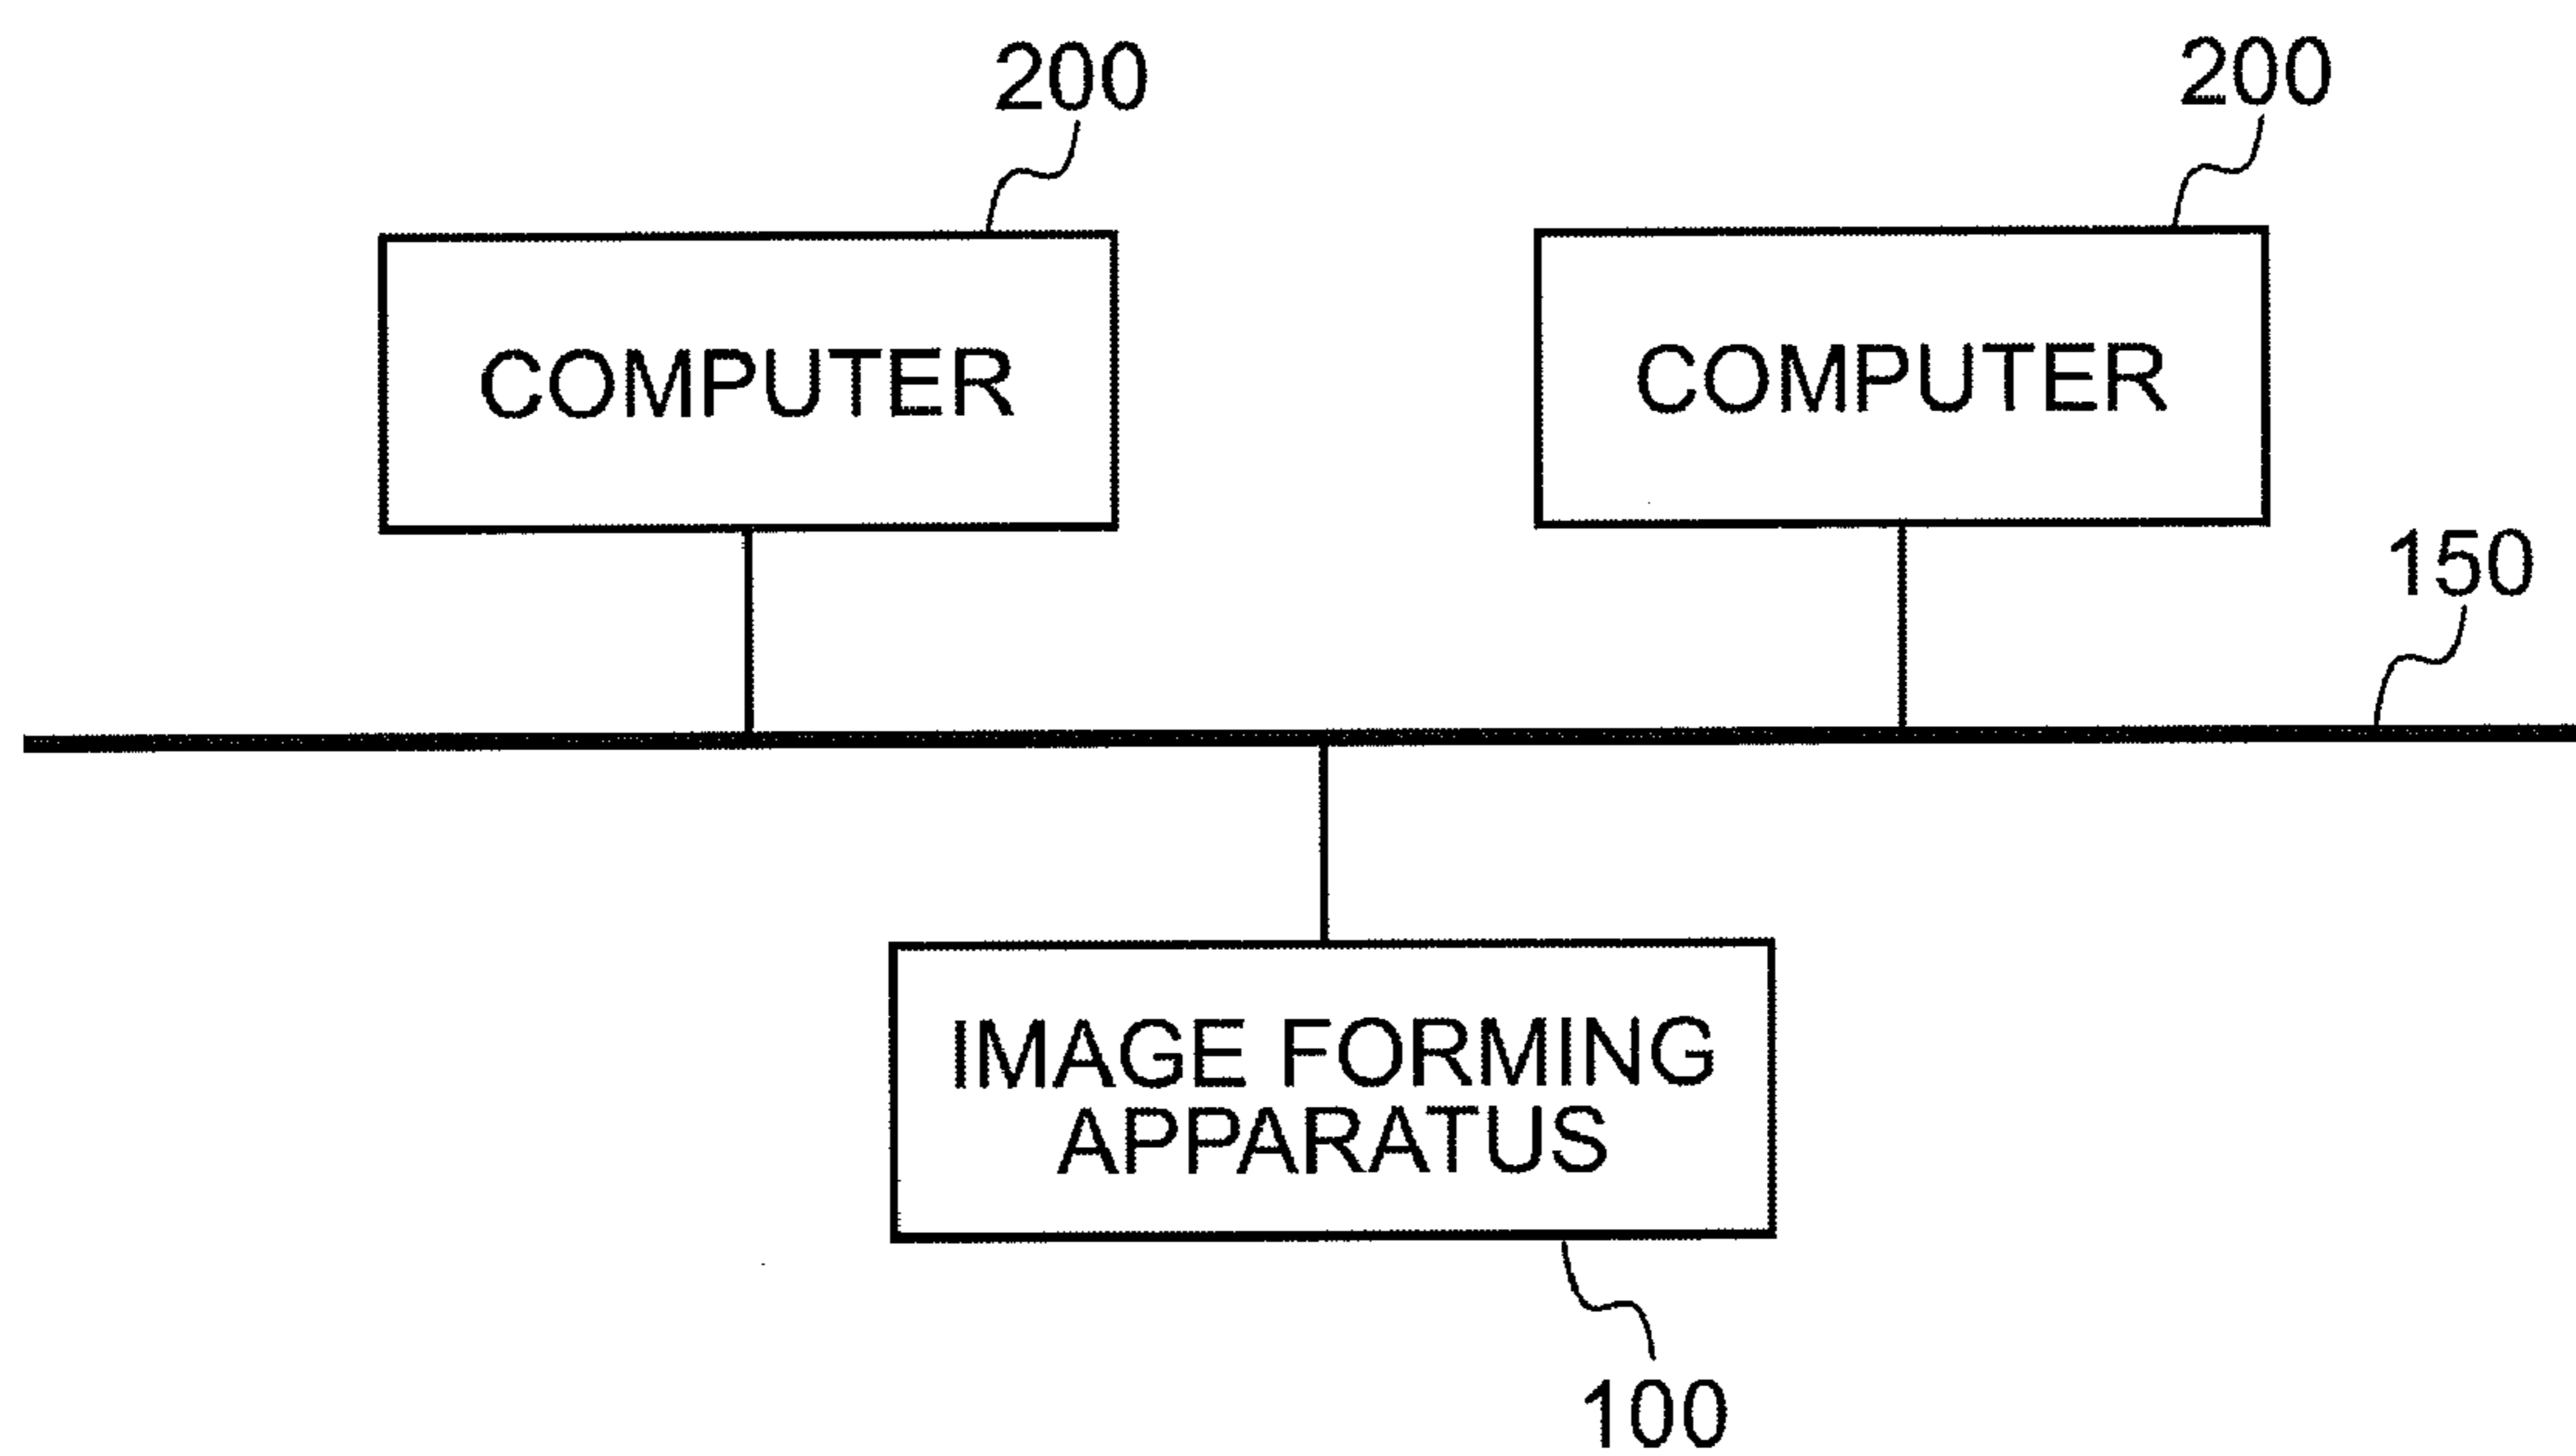 200
200
COMPUTER
COMPUTER
150
IMAGE FORMING
APPARATUS
100